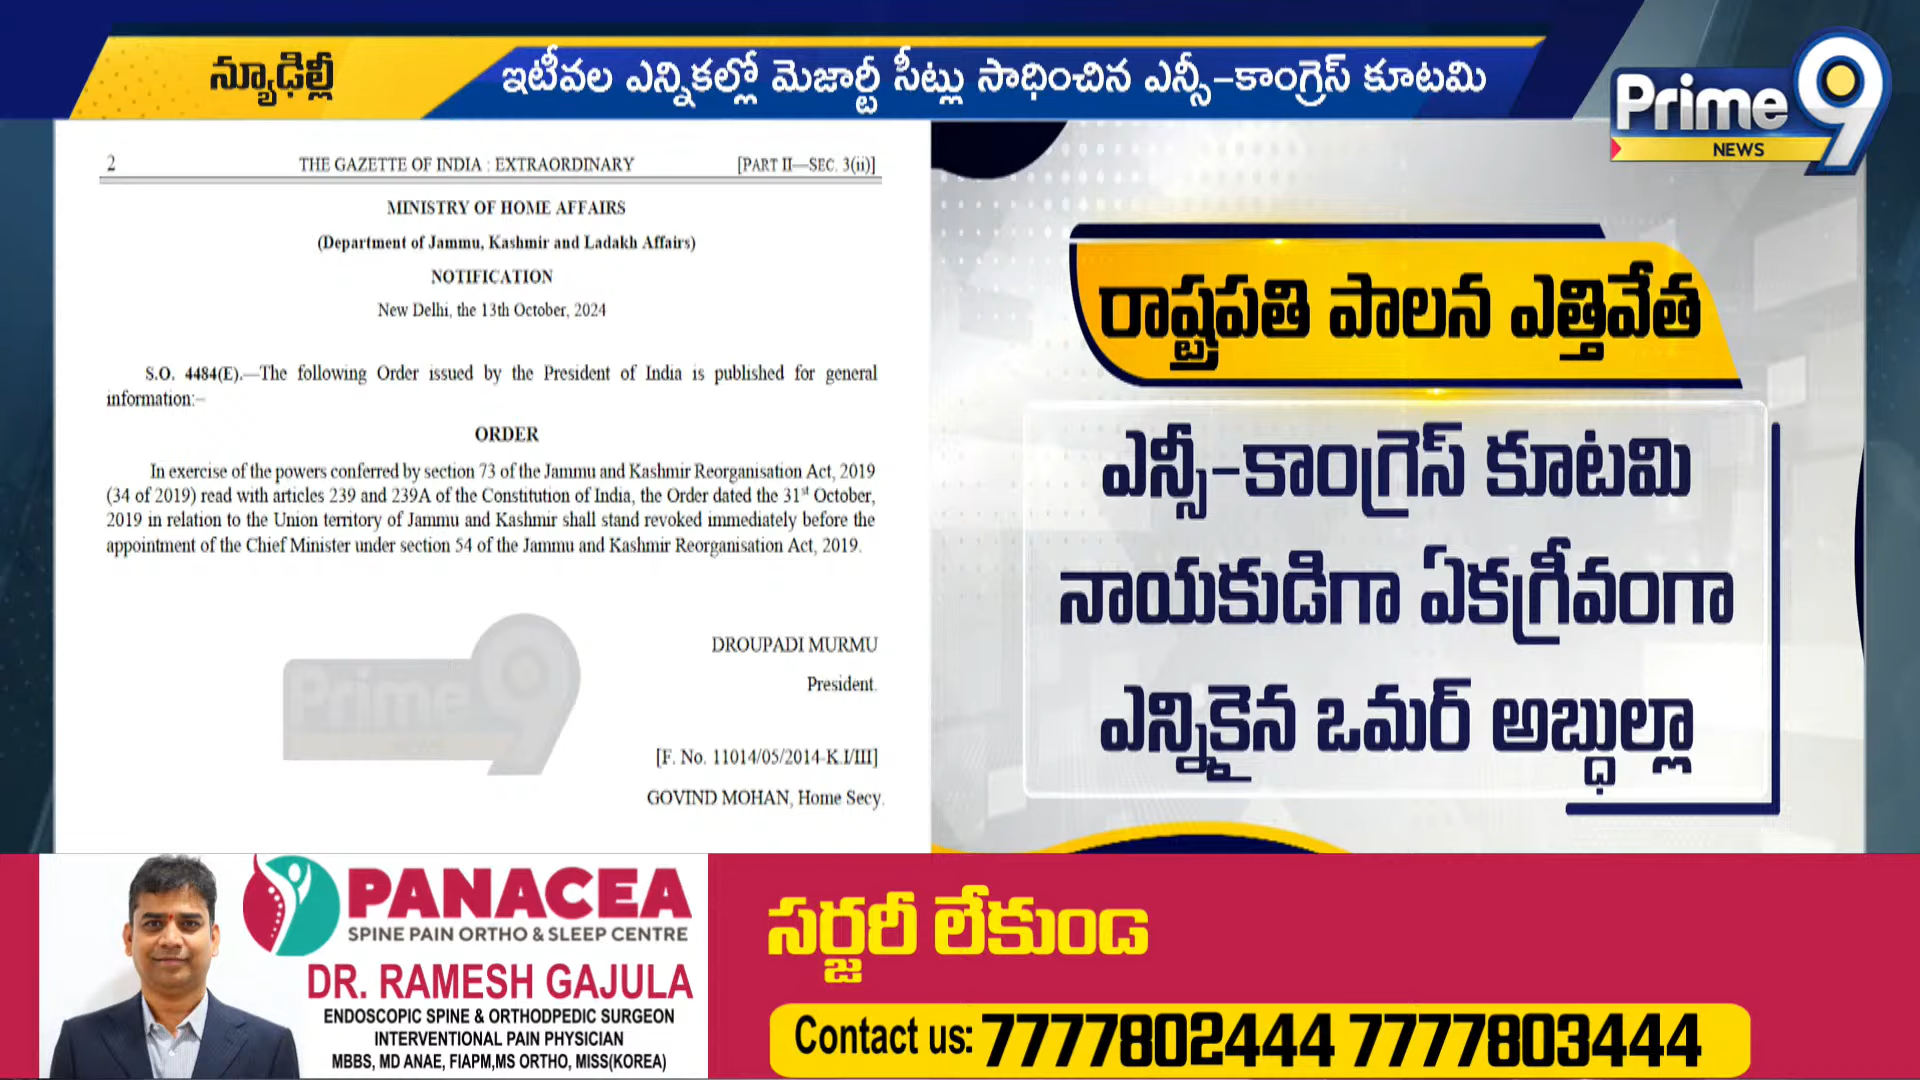 న్యూఢిల్లీ
ఇటీవల ఎన్నికల్లో మెజార్టీ సీట్లు సాధించిన ఎన్సీ-కాంగ్రెస్ కూటమి
Prime9
NEWS
2 THE GAZETTE OF INDIA : EXTRAORDINARY [PART II—SEC. 3(ii)]
MINISTRY OF HOME AFFAIRS
(Department of Jammu, Kashmir and Ladakh Affairs)
NOTIFICATION
New Delhi, the 13th October, 2024
S.O. 4484(E).—The following Order issued by the President of India is published for general
information:–
ORDER
In exercise of the powers conferred by section 73 of the Jammu and Kashmir Reorganisation Act, 2019
(34 of 2019) read with articles 239 and 239A of the Constitution of India, the Order dated the 31st October,
2019 in relation to the Union territory of Jammu and Kashmir shall stand revoked immediately before the
appointment of the Chief Minister under section 54 of the Jammu and Kashmir Reorganisation Act, 2019.
DROUPADI MURMU
President.
[F. No. 11014/05/2014-K.I/III]
GOVIND MOHAN, Home Secy.
Prime9
NEWS
రాష్ట్రపతి పాలన ఎత్తివేత
ఎన్సీ-కాంగ్రెస్ కూటమి
నాయకుడిగా ఏకగ్రీవంగా
ఎన్నికైన ఒమర్ అబ్దుల్లా
PANACEA
SPINE PAIN ORTHO & SLEEP CENTRE
DR. RAMESH GAJULA
ENDOSCOPIC SPINE & ORTHODPEDIC SURGEON
INTERVENTIONAL PAIN PHYSICIAN
MBBS, MD ANAE, FIAPM,MS ORTHO, MISS(KOREA)
సర్జరీ లేకుండ
Contact us: 7777802444 7777803444